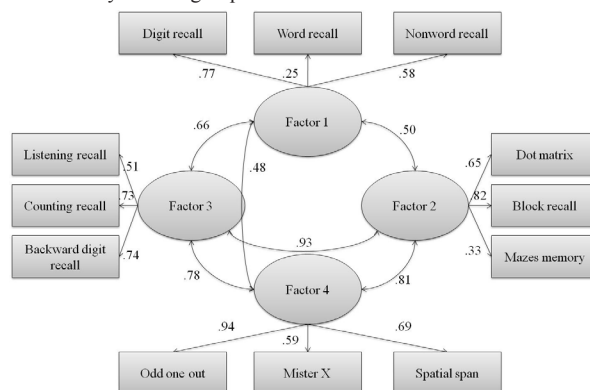 Digit recall Word recall Nonword recall
.77 .25 .58
Factor 1
.66 .50
Listening recall .51 .48 .65 Dot matrix
Counting recall .73 Factor 3 Factor 2 .82 Block recall
Backward digit
recall .74 .93 .33 Mazes memory
.78 Factor 4 .81
.94 .59 .69
Odd one out Mister X Spatial span